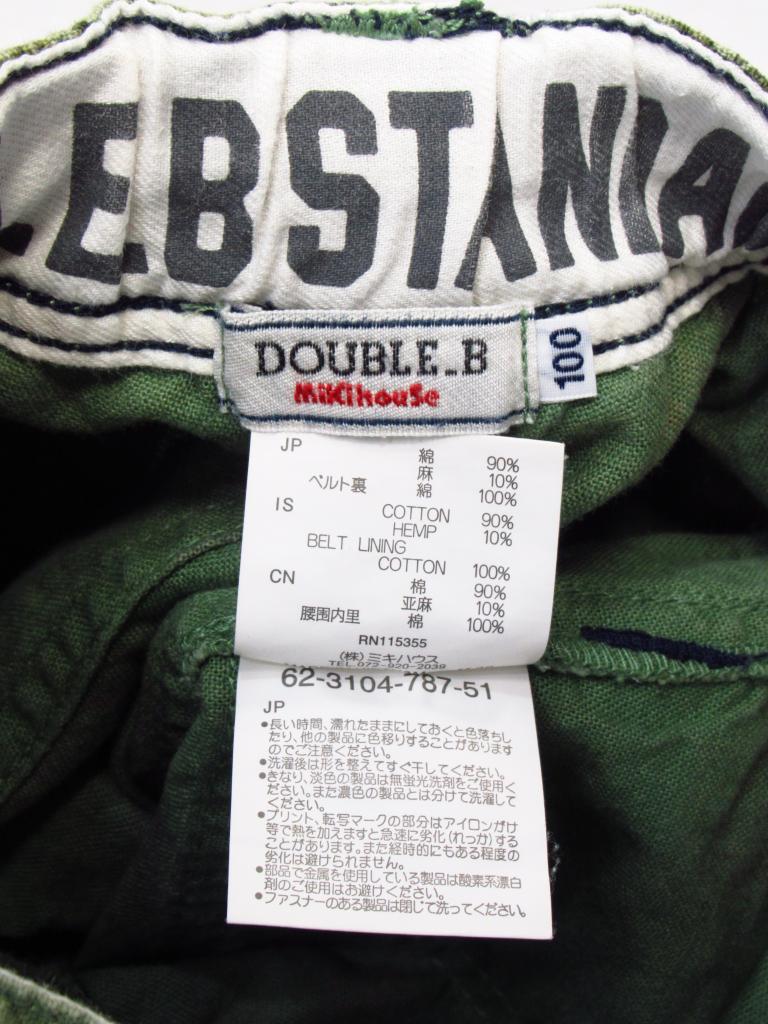 EBSTANIA
DOUBLE_B
mikihouse
100
JP 綿 90%
麻 10%
ベルト裏 綿 100%
IS COTTON 90%
HEMP 10%
BELT LINING
COTTON 100%
CN 棉 90%
亚麻 10%
腰围内里 棉 100%
RN115355
(株)ミキハウス
TEL.072-920-2039
62-3104-787-51
JP
●長い時間、濡れたままにしておくと色落ちし
たり、他の製品に色移りすることがあります
のでご注意ください。
●洗濯後は形を整えてすぐ干してください。
●きなり、淡色の製品は無蛍光洗剤をご使用く
ださい。また濃色の製品とは分けて洗濯して
ください。
●プリント、転写マークの部分はアイロンがけ
等で熱を加えますと急速に劣化(れっか)する
ことがあります。また経時的にもある程度の
劣化は避けられません。
●部品で金属を使用している製品は酸素系漂白
剤のご使用はお避けください。
●ファスナーのある製品は閉じて洗ってください。